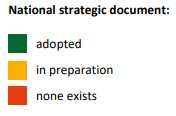 National strategic document:
adopted
in preparation
none exists